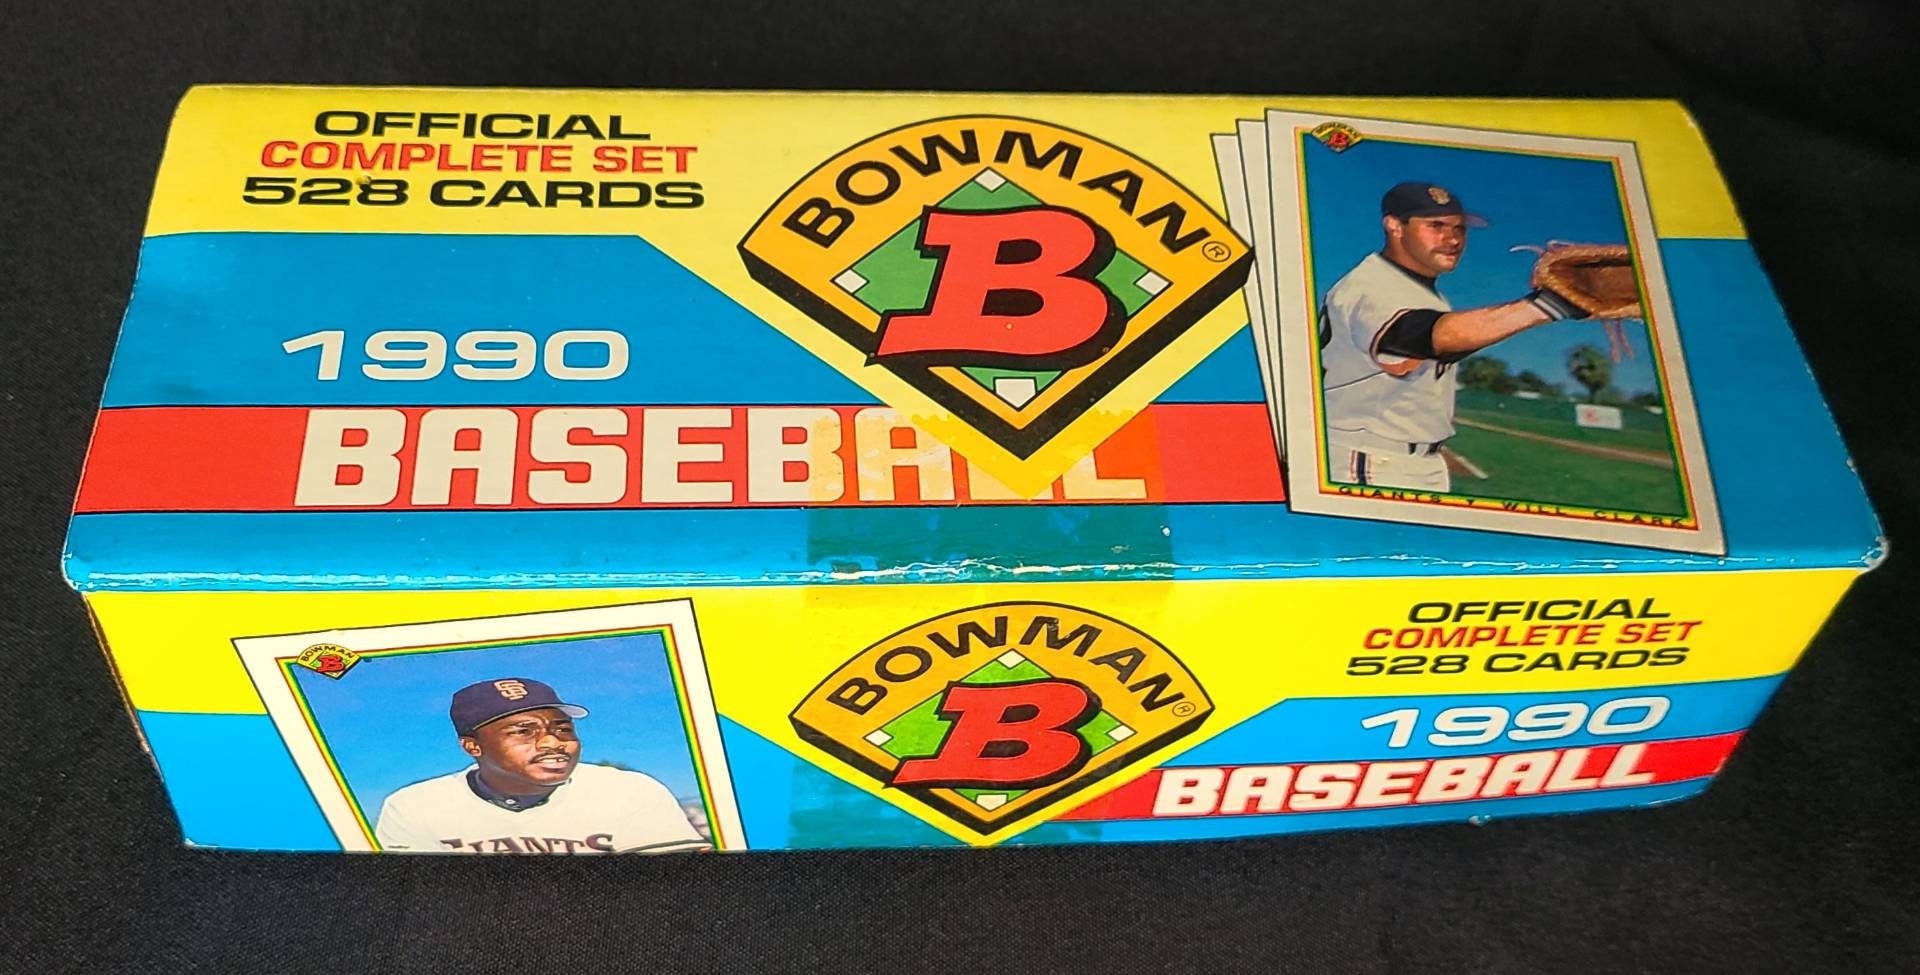 OFFICIAL
COMPLETE SET
528 CARDS
BOWMAN®
B
1990
BASEBALL
BOWMAN
B
GIANTS • WILL CLARK
BOWMAN
B
GIANTS
BOWMAN®
B
OFFICIAL
COMPLETE SET
528 CARDS
1990
BASEBALL